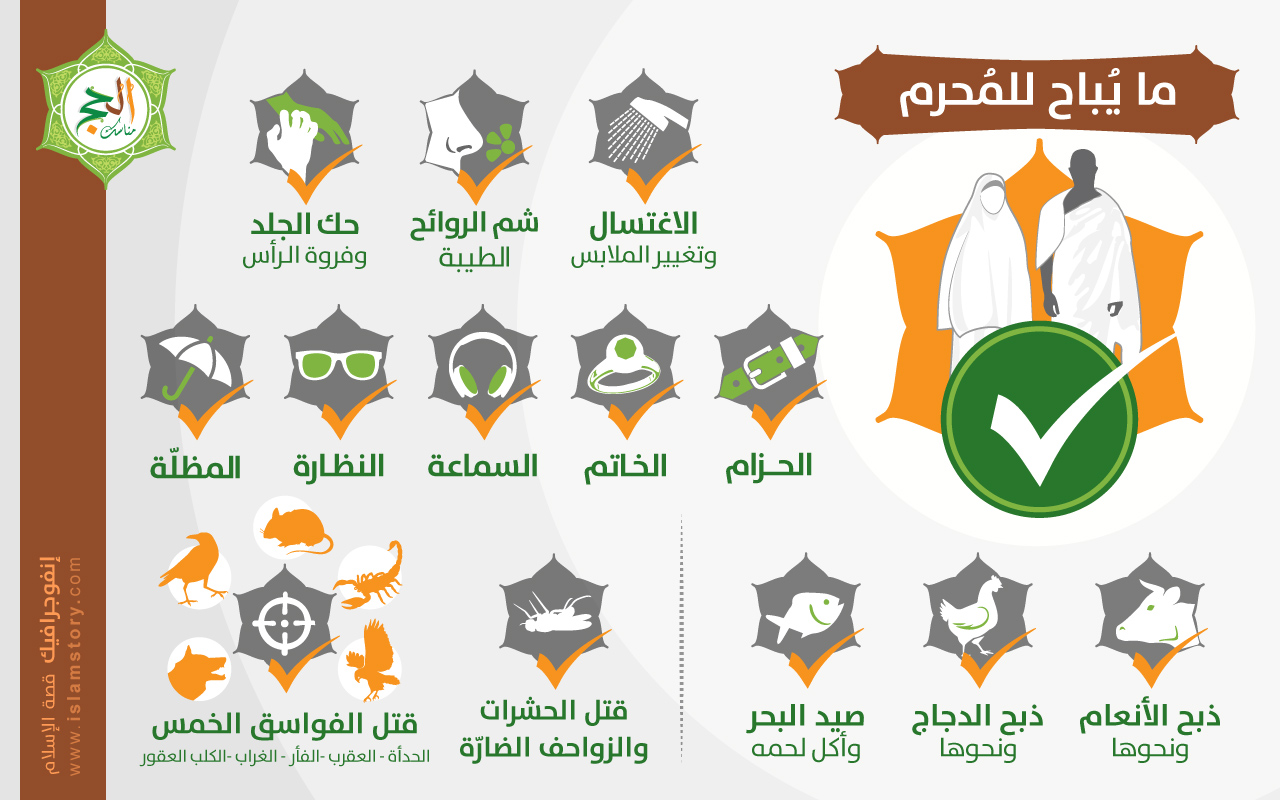 ما يُباح للمُحرم
الحج
مناسك
الاغتسال
وتغيير الملابس
شم الروائح
الطيبة
حك الجلد
وفروة الرأس
الحـزام
الخاتم
السماعة
النظارة
المظلّة
ذبح الأنعام
ونحوها
ذبح الدجاج
ونحوها
صيد البحر
وأكل لحمه
قتل الحشرات
والزواحف الضارّة
قتل الفواسق الخمس
الحدأة - العقرب -الفأر - الغراب -الكلب العقور
إنفوجرافيك قصة الإسلام
www.islamstory.com